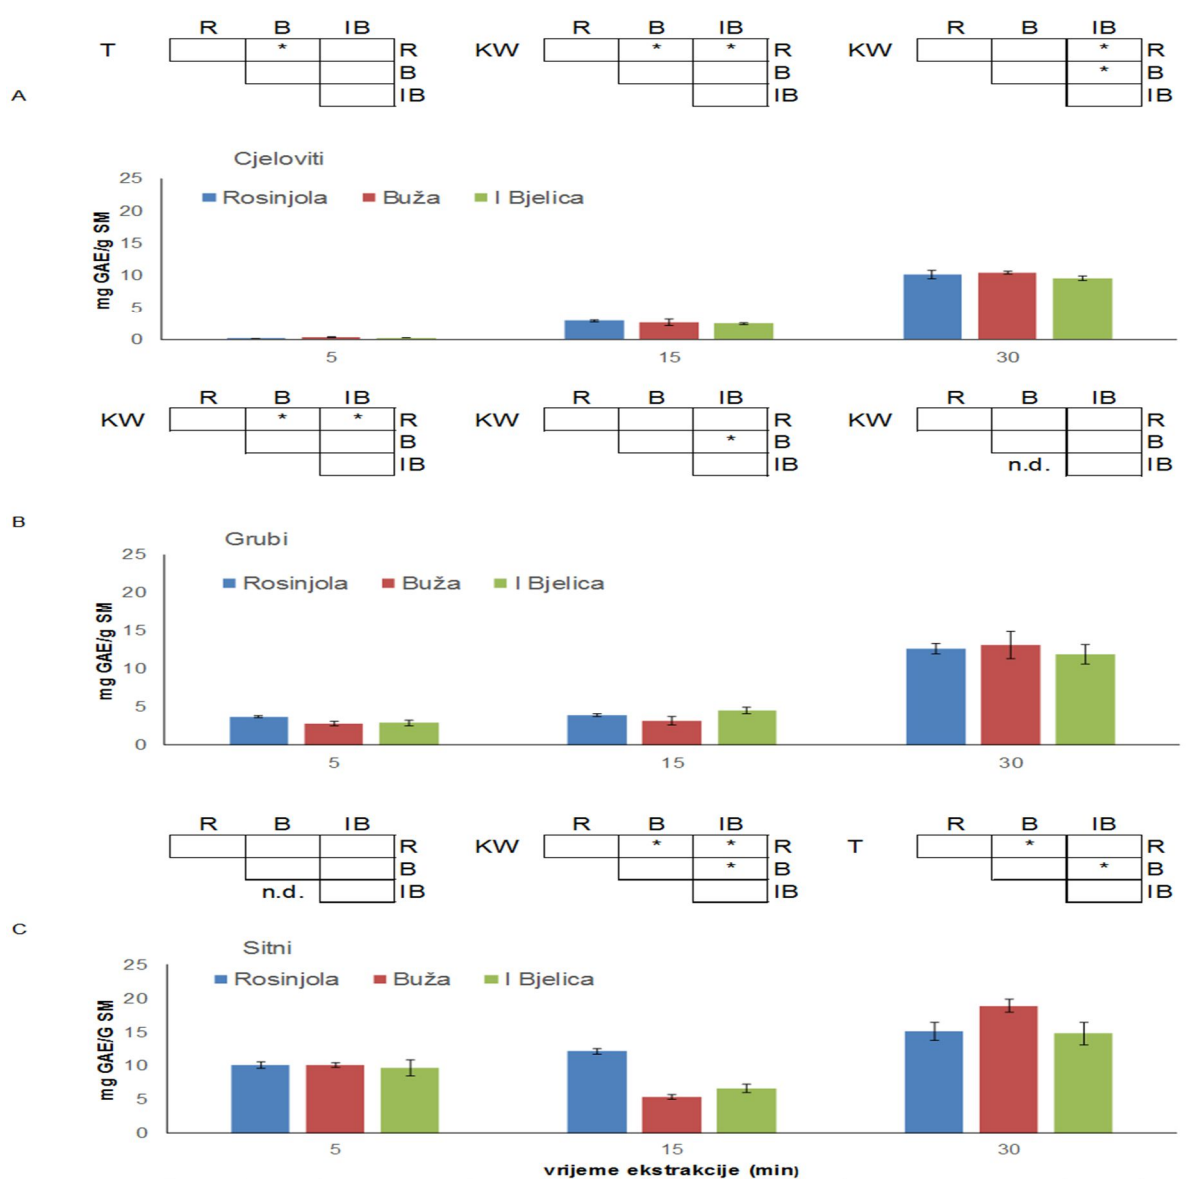 R B IB R B IB R B IB
T * R KW * * R KW * R
B B * B
IB IB IB
A
Cjeloviti
25
Rosinjola Buža I Bjelica
20
15
10
5
0
mg GAE/g SM
5 15 30
R B IB R B IB R B IB
KW * * R KW R KW R
B * B B
IB IB n.d. IB
B
Grubi
25
Rosinjola Buža I Bjelica
20
15
10
5
0
mg GAE/g SM
5 15 30
R B IB R B IB R B IB
R KW * * R T * R
B * B * B
n.d. IB IB IB
C
Sitni
25
Rosinjola Buža I Bjelica
20
15
10
5
0
mg GAE/G SM
5 15 30
vrijeme ekstrakcije (min)